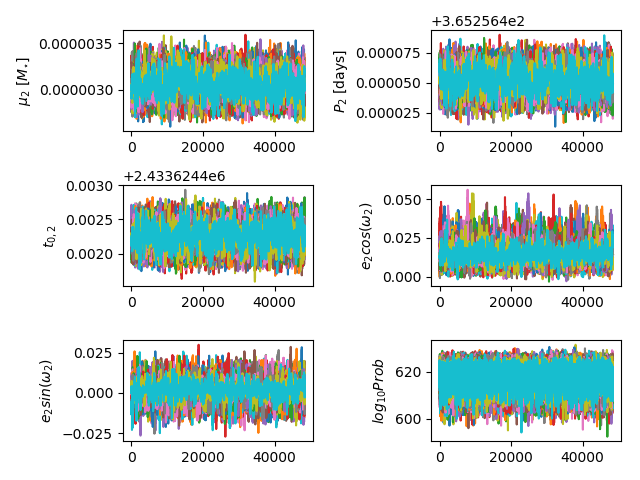 +3.652564e2
μ₂ [M⋆]
0.0000035
0.0000030
0 20000 40000
P₂ [days]
0.000075
0.000050
0.000025
0 20000 40000
+2.4336244e6
t₀,₂
0.0030
0.0025
0.0020
0 20000 40000
e₂cos(ω₂)
0.050
0.025
0.000
0 20000 40000
e₂sin(ω₂)
0.025
0.000
−0.025
0 20000 40000
log₁₀Prob
620
600
0 20000 40000